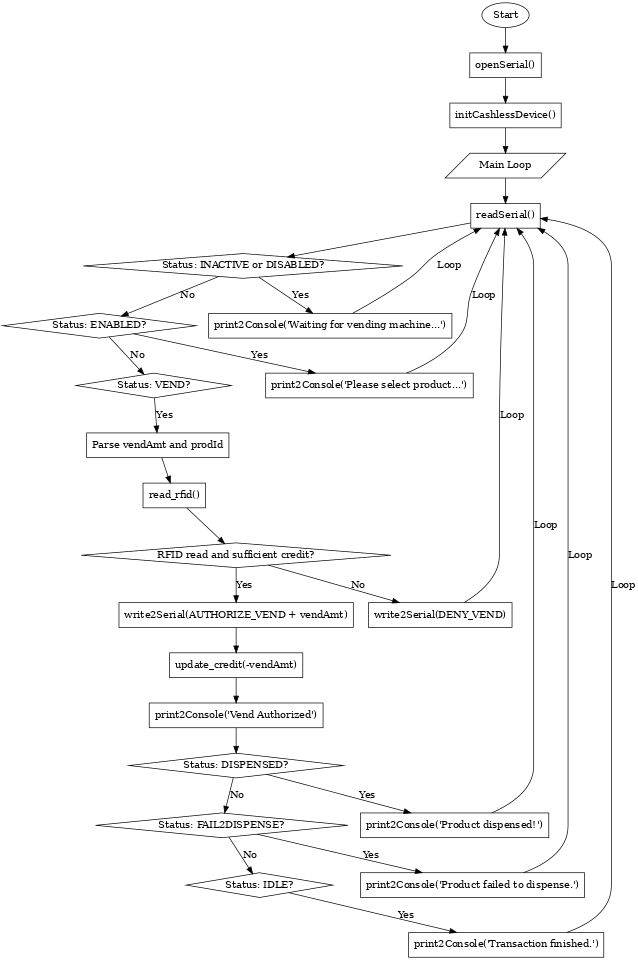 Start
openSerial()
initCashlessDevice()
Main Loop
readSerial()
Status: INACTIVE or DISABLED?
Loop
No
Yes
Loop
Status: ENABLED?
print2Console('Waiting for vending machine...')
No
Yes
Status: VEND?
print2Console('Please select product...')
Yes
Loop
Parse vendAmt and prodId
read_rfid()
Loop
RFID read and sufficient credit?
Loop
Yes
No
Loop
write2Serial(AUTHORIZE_VEND + vendAmt)
write2Serial(DENY_VEND)
update_credit(-vendAmt)
print2Console('Vend Authorized')
Status: DISPENSED?
No
Yes
Status: FAIL2DISPENSE?
print2Console('Product dispensed!')
No
Yes
Status: IDLE?
print2Console('Product failed to dispense.')
Yes
print2Console('Transaction finished.')